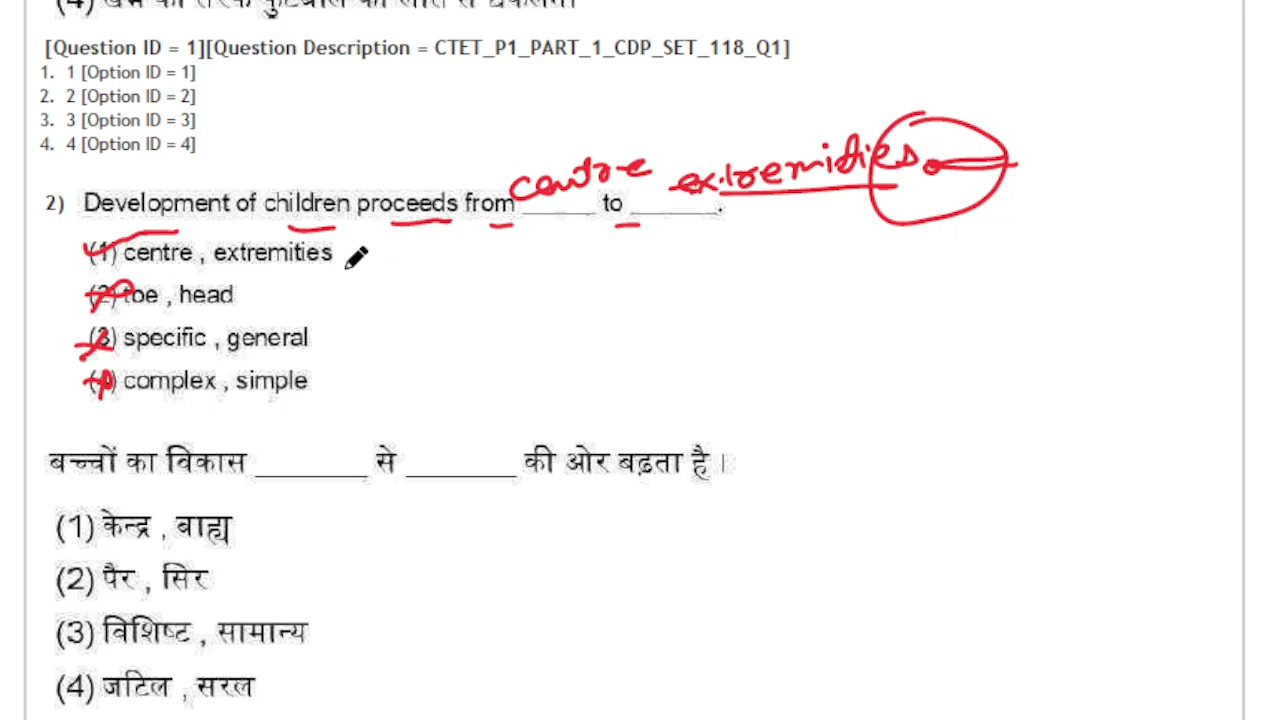 [Question ID = 1][Question Description = CTET_P1_PART_1_CDP_SET_118_Q1]
1. 1 [Option ID = 1]
2. 2 [Option ID = 2]
3. 3 [Option ID = 3]
4. 4 [Option ID = 4]
centre extremities
2) Development of children proceeds from _____ to ______.
(1) centre , extremities
(2) toe , head
(3) specific , general
(4) complex , simple
बच्चों का विकास ________ से ________ की ओर बढ़ता है ।
(1) केन्द्र , बाह्य
(2) पैर , सिर
(3) विशिष्ट , सामान्य
(4) जटिल , सरल